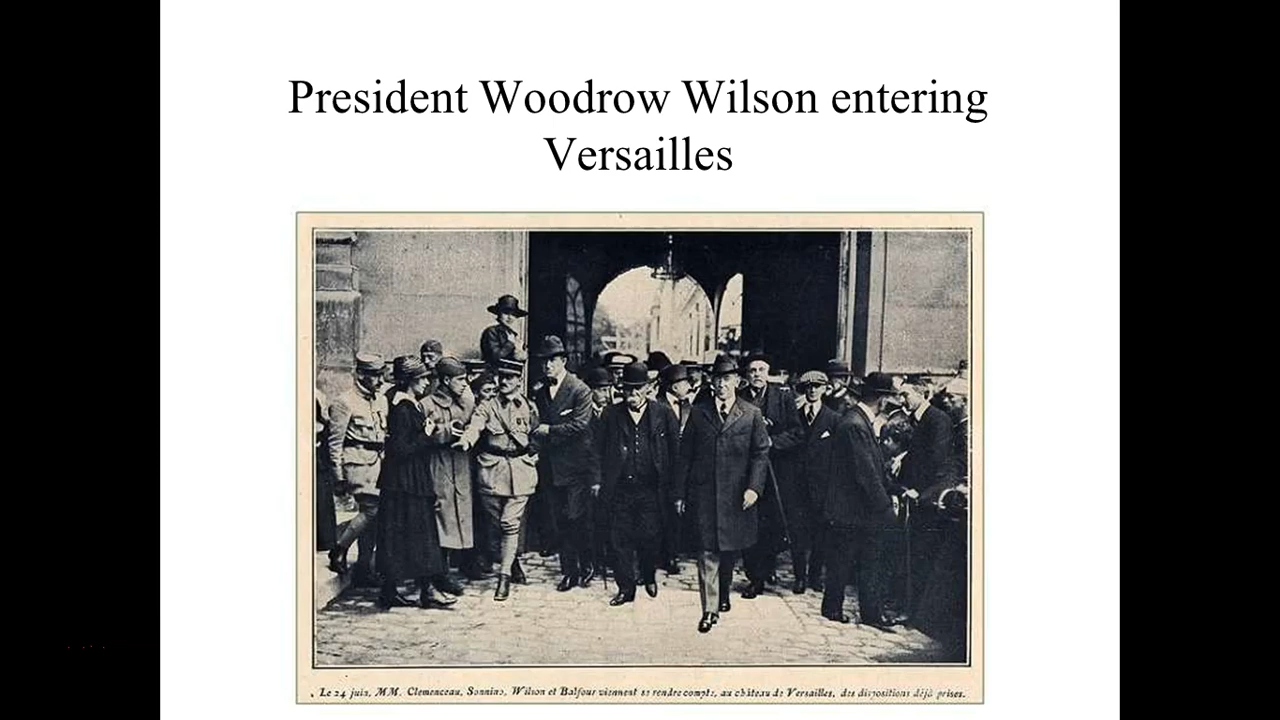 President Woodrow Wilson entering
Versailles
Le 24 juin, MM. Clemenceau, Sonnino, Wilson et Balfour viennent se rendre compte, au château de Versailles, des dispositions déjà prises.